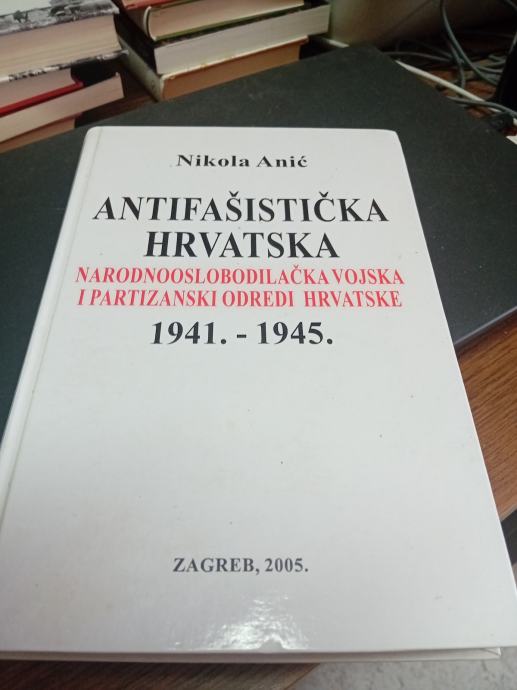 Nikola Anić
ANTIFAŠISTIČKA
HRVATSKA
NARODNOOSLOBODILAČKA VOJSKA
I PARTIZANSKI ODREDI HRVATSKE
1941. - 1945.
ZAGREB, 2005.